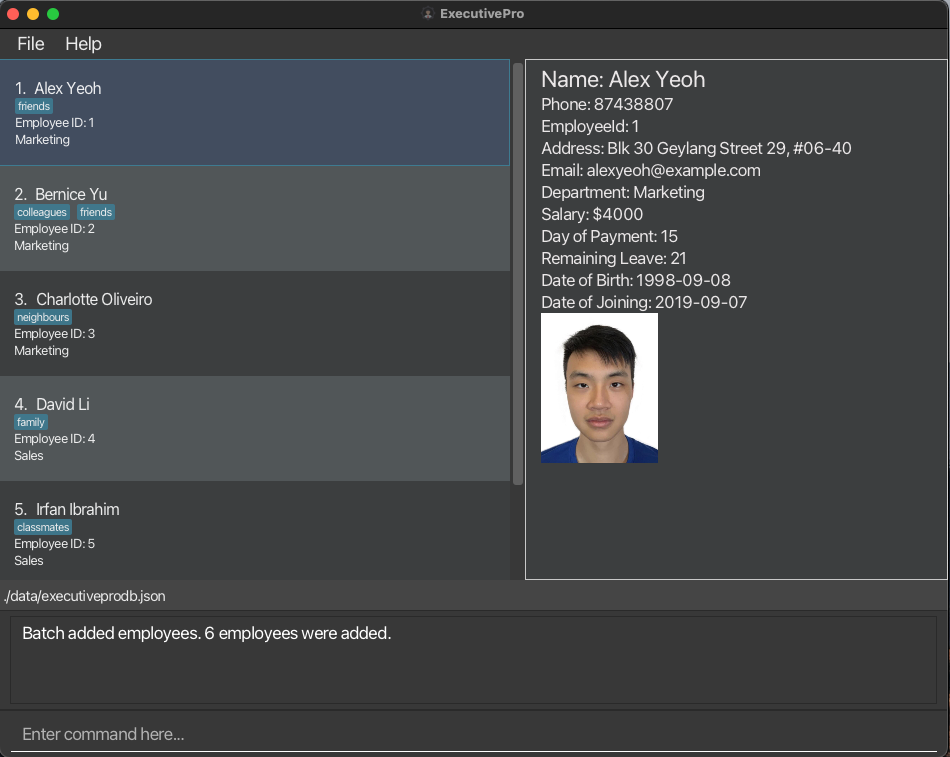 ExecutivePro
File Help
1. Alex Yeoh
friends
Employee ID: 1
Marketing
2. Bernice Yu
colleagues friends
Employee ID: 2
Marketing
3. Charlotte Oliveiro
neighbours
Employee ID: 3
Marketing
4. David Li
family
Employee ID: 4
Sales
5. Irfan Ibrahim
classmates
Employee ID: 5
Sales
Name: Alex Yeoh
Phone: 87438807
EmployeeId: 1
Address: Blk 30 Geylang Street 29, #06-40
Email: alexyeoh@example.com
Department: Marketing
Salary: $4000
Day of Payment: 15
Remaining Leave: 21
Date of Birth: 1998-09-08
Date of Joining: 2019-09-07
./data/executiveprodb.json
Batch added employees. 6 employees were added.
Enter command here...